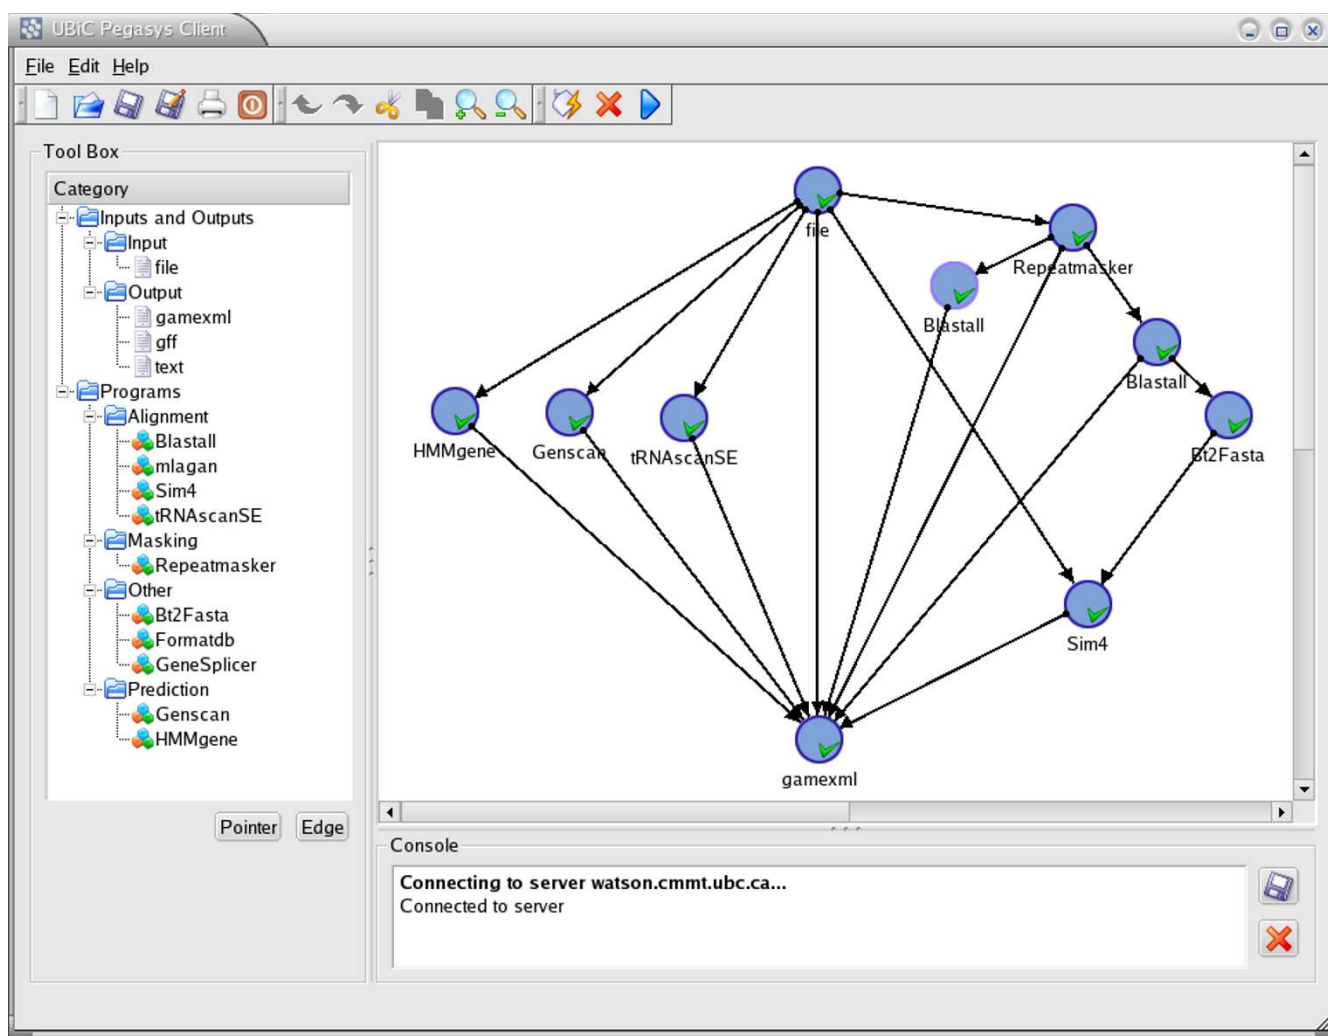 UBiC Pegasys Client
File Edit Help
Tool Box
Category
Inputs and Outputs
Input
file
Output
gamexml
gff
text
Programs
Alignment
Blastall
mlagan
Sim4
tRNAscanSE
Masking
Repeatmasker
Other
Bt2Fasta
Formatdb
GeneSplicer
Prediction
Genscan
HMMgene
Pointer Edge
file
Repeatmasker
Blastall
Blastall
HMMgene Genscan tRNAscanSE Bt2Fasta
Sim4
gamexml
Console
Connecting to server watson.cmmt.ubc.ca...
Connected to server